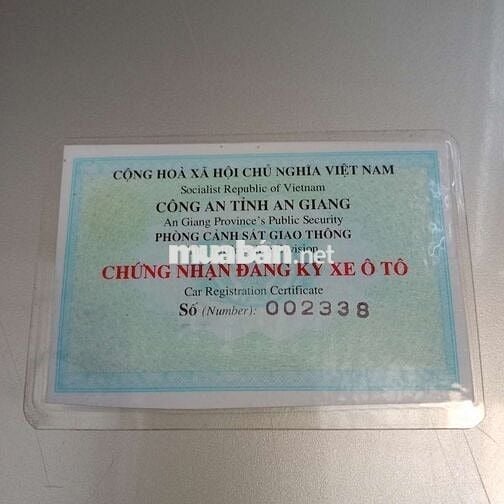 CỘNG HOÀ XÃ HỘI CHỦ NGHĨA VIỆT NAM
Socialist Republic of Vietnam
CÔNG AN TỈNH AN GIANG
An Giang Province's Public Security
PHÒNG CẢNH SÁT GIAO THÔNG
muaban.net
CHỨNG NHẬN ĐĂNG KÝ XE Ô TÔ
Car Registration Certificate
Số (Number): 002338